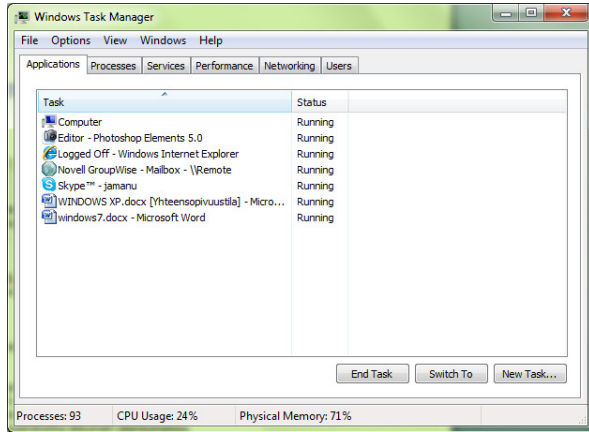 Windows Task Manager
File Options View Windows Help
Applications Processes Services Performance Networking Users
Task Status
Computer Running
Editor - Photoshop Elements 5.0 Running
Logged Off - Windows Internet Explorer Running
Novell GroupWise - Mailbox - \\Remote Running
Skype™ - jamanu Running
WINDOWS XP.docx [Yhteensopivuustila] - Micro... Running
windows7.docx - Microsoft Word Running
End Task Switch To New Task...
Processes: 93 CPU Usage: 24% Physical Memory: 71%